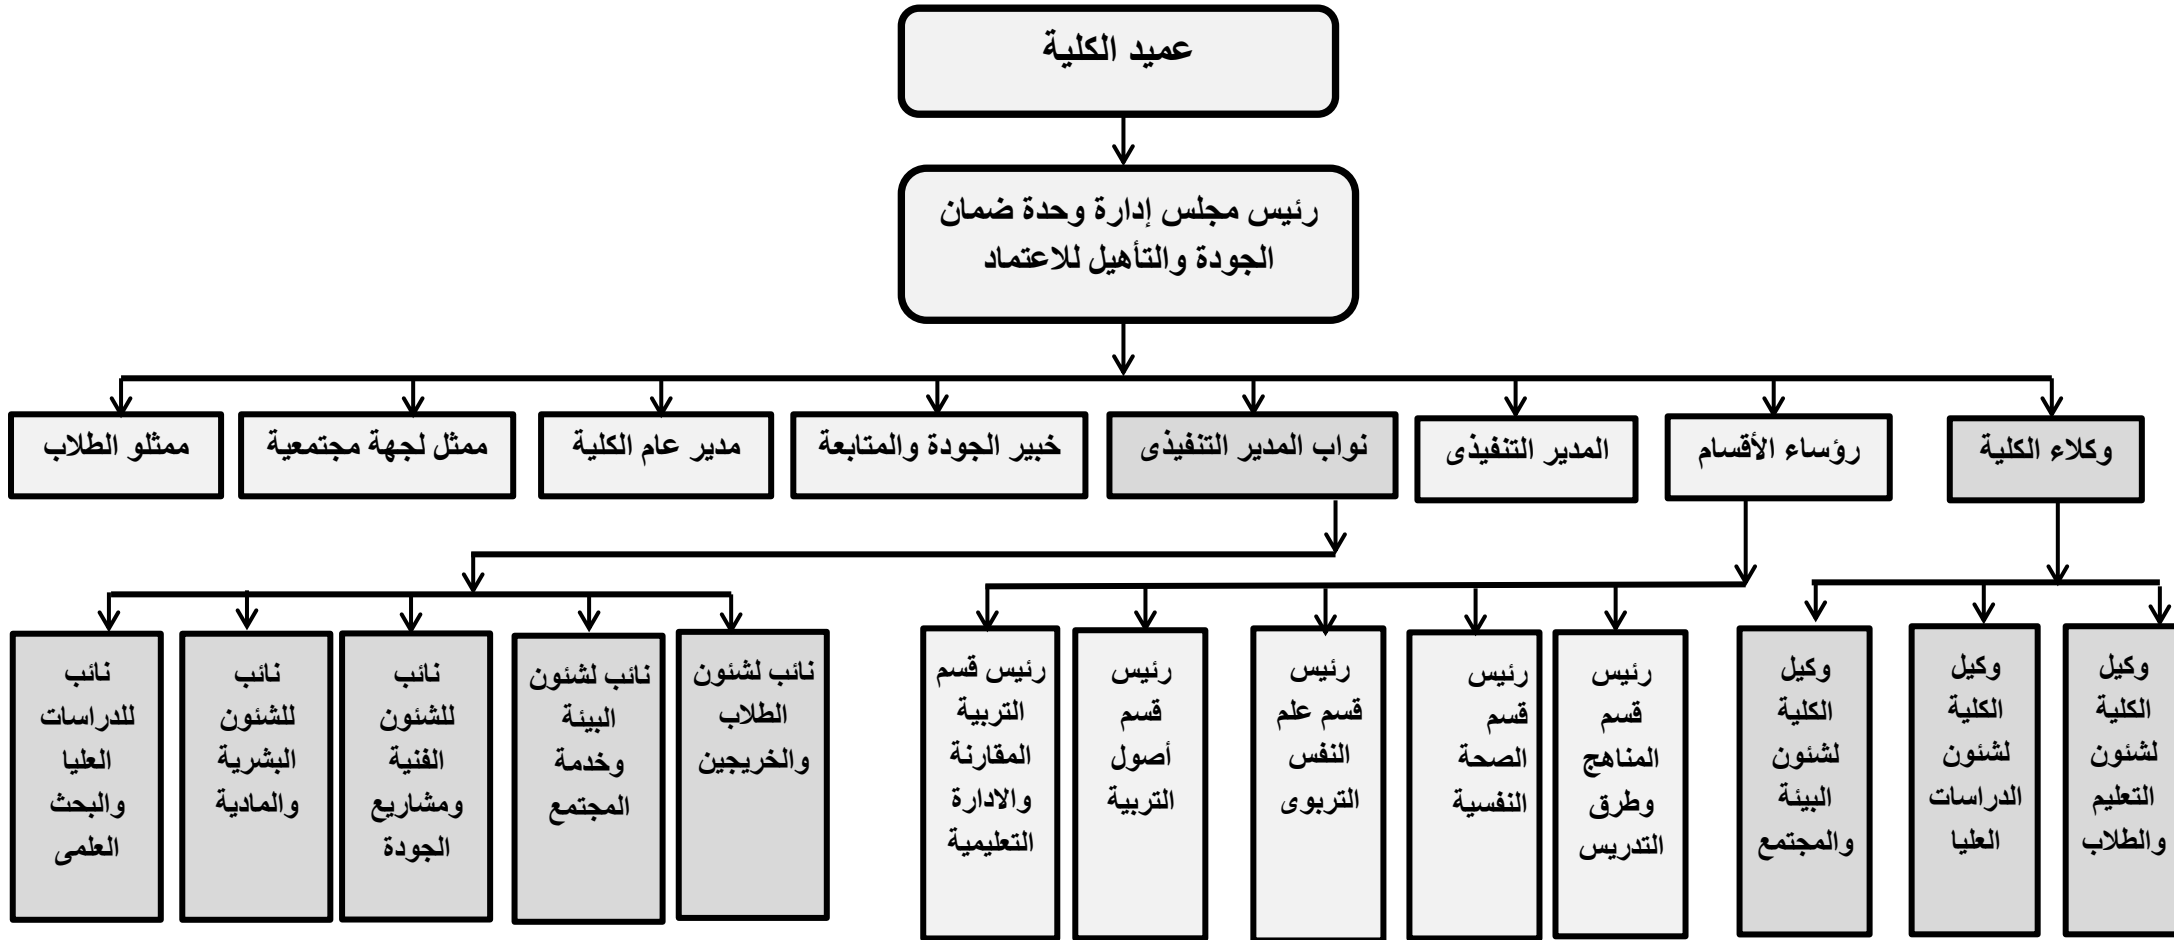 عميد الكلية
رئيس مجلس إدارة وحدة ضمان
الجودة والتأهيل للاعتماد
وكلاء الكلية
رؤساء الأقسام
المدير التنفيذى
نواب المدير التنفيذى
خبير الجودة والمتابعة
مدير عام الكلية
ممثل لجهة مجتمعية
ممثلو الطلاب
وكيل
الكلية
لشئون
التعليم
والطلاب
وكيل
الكلية
لشئون
الدراسات
العليا
وكيل
الكلية
لشئون
البيئة
والمجتمع
رئيس
قسم
المناهج
وطرق
التدريس
رئيس
قسم
الصحة
النفسية
رئيس
قسم علم
النفس
التربوى
رئيس
قسم
أصول
التربية
رئيس قسم
التربية
المقارنة
والادارة
التعليمية
نائب لشئون
الطلاب
والخريجين
نائب لشئون
البيئة
وخدمة
المجتمع
نائب
للشئون
الفنية
ومشاريع
الجودة
نائب
للشئون
البشرية
والمادية
نائب
للدراسات
العليا
والبحث
العلمى